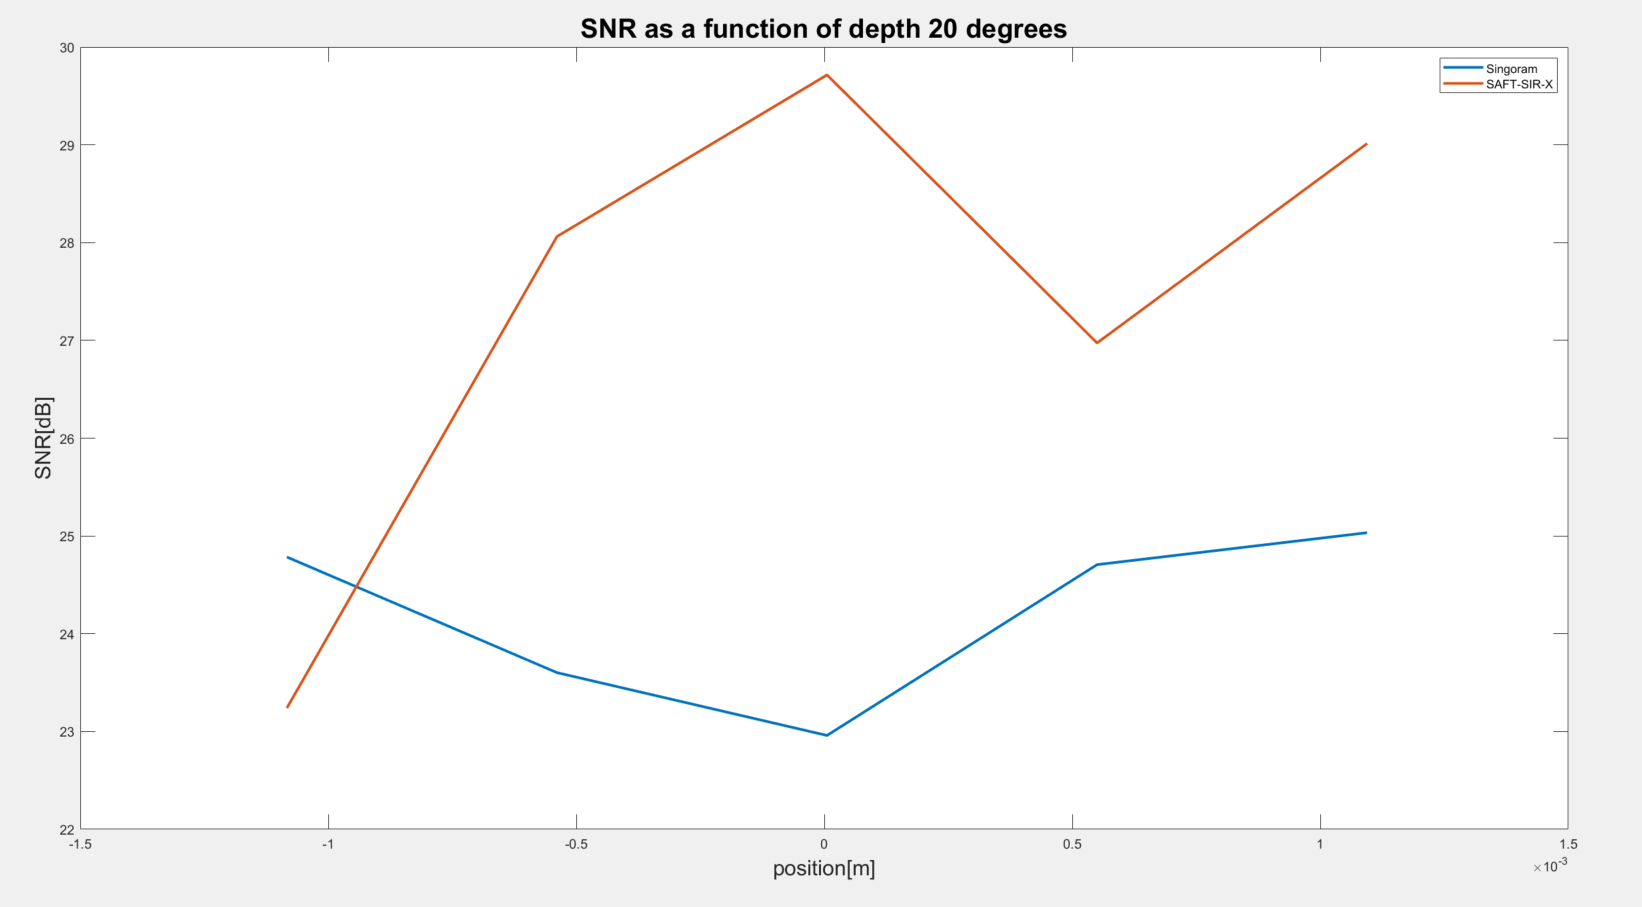 SNR as a function of depth 20 degrees
Singoram
SAFT-SIR-X
30
29
28
27
26
25
24
23
22
SNR[dB]
-1.5 -1 -0.5 0 0.5 1 1.5
×10-3
position[m]